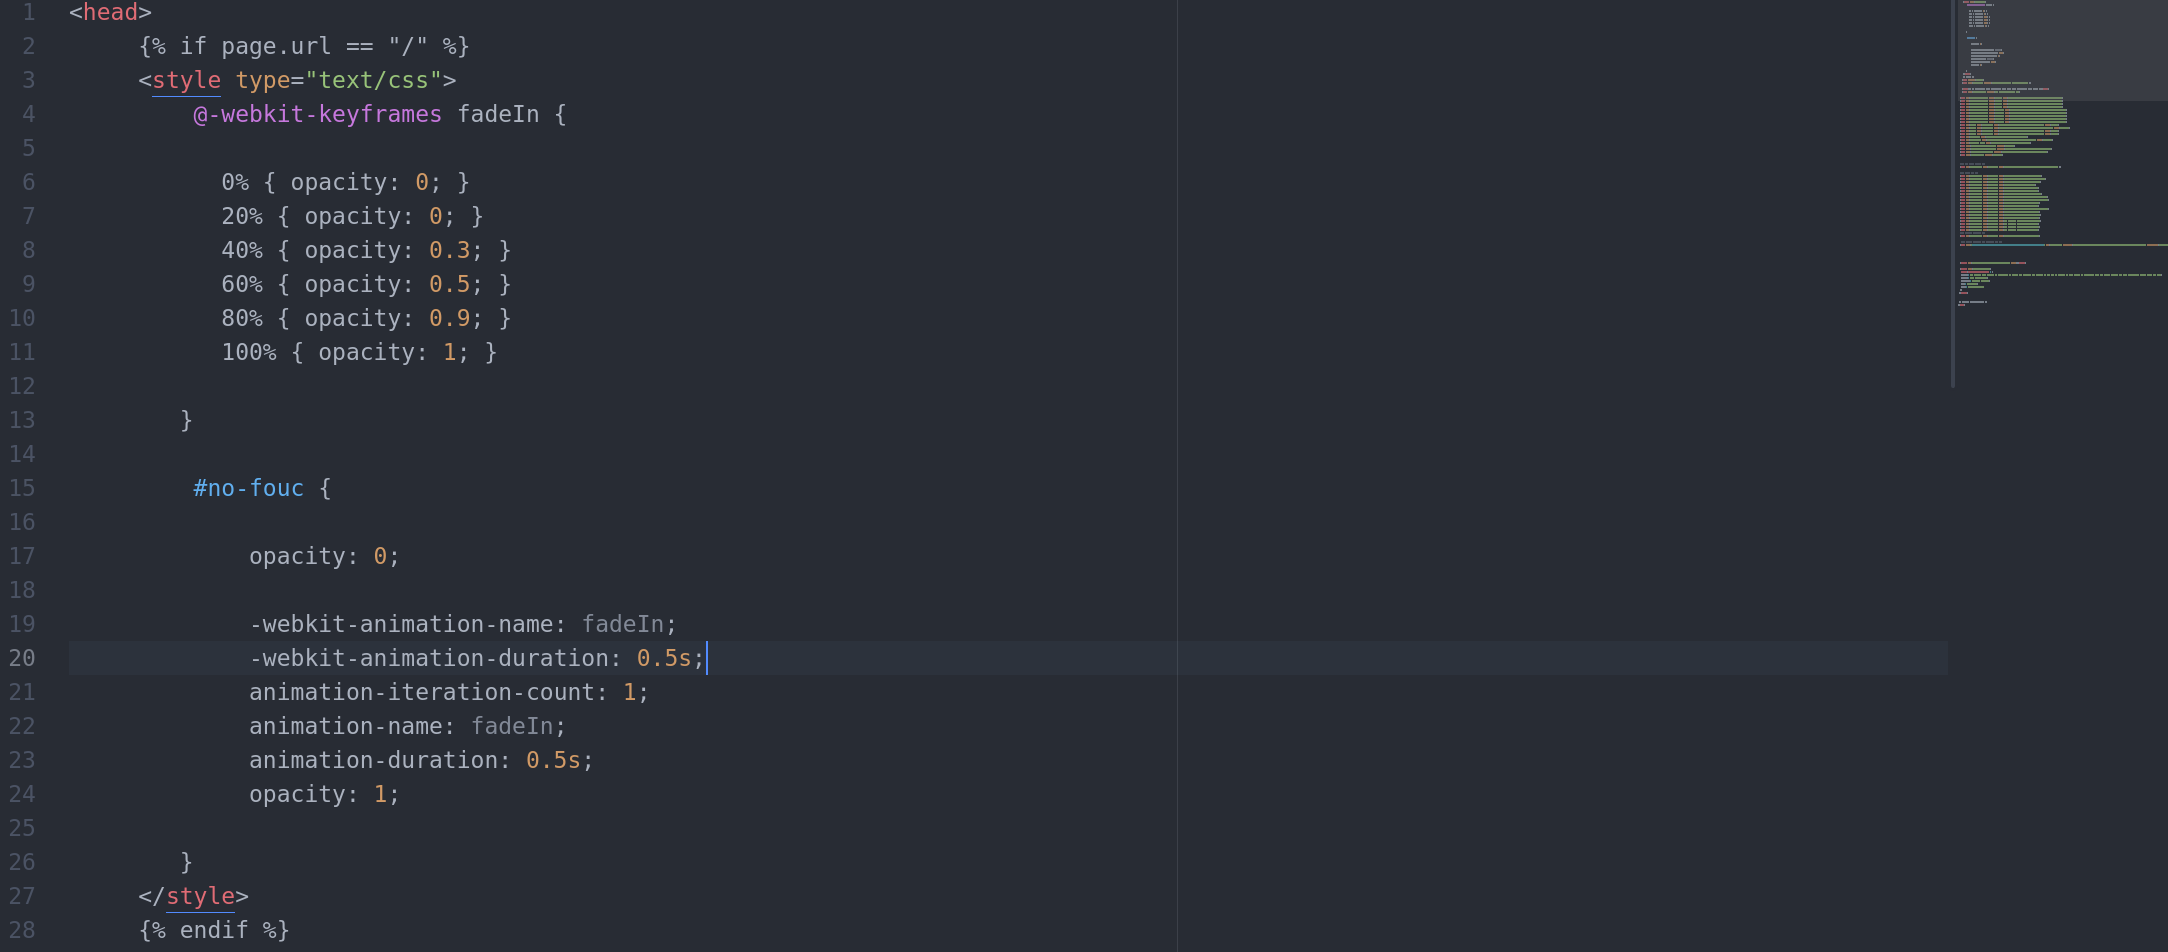 1 <head>
2 {% if page.url == "/" %}
3 <style type="text/css">
4 @-webkit-keyframes fadeIn {
5
6 0% { opacity: 0; }
7 20% { opacity: 0; }
8 40% { opacity: 0.3; }
9 60% { opacity: 0.5; }
10 80% { opacity: 0.9; }
11 100% { opacity: 1; }
12
13 }
14
15 #no-fouc {
16
17 opacity: 0;
18
19 -webkit-animation-name: fadeIn;
20 -webkit-animation-duration: 0.5s;
21 animation-iteration-count: 1;
22 animation-name: fadeIn;
23 animation-duration: 0.5s;
24 opacity: 1;
25
26 }
27 </style>
28 {% endif %}